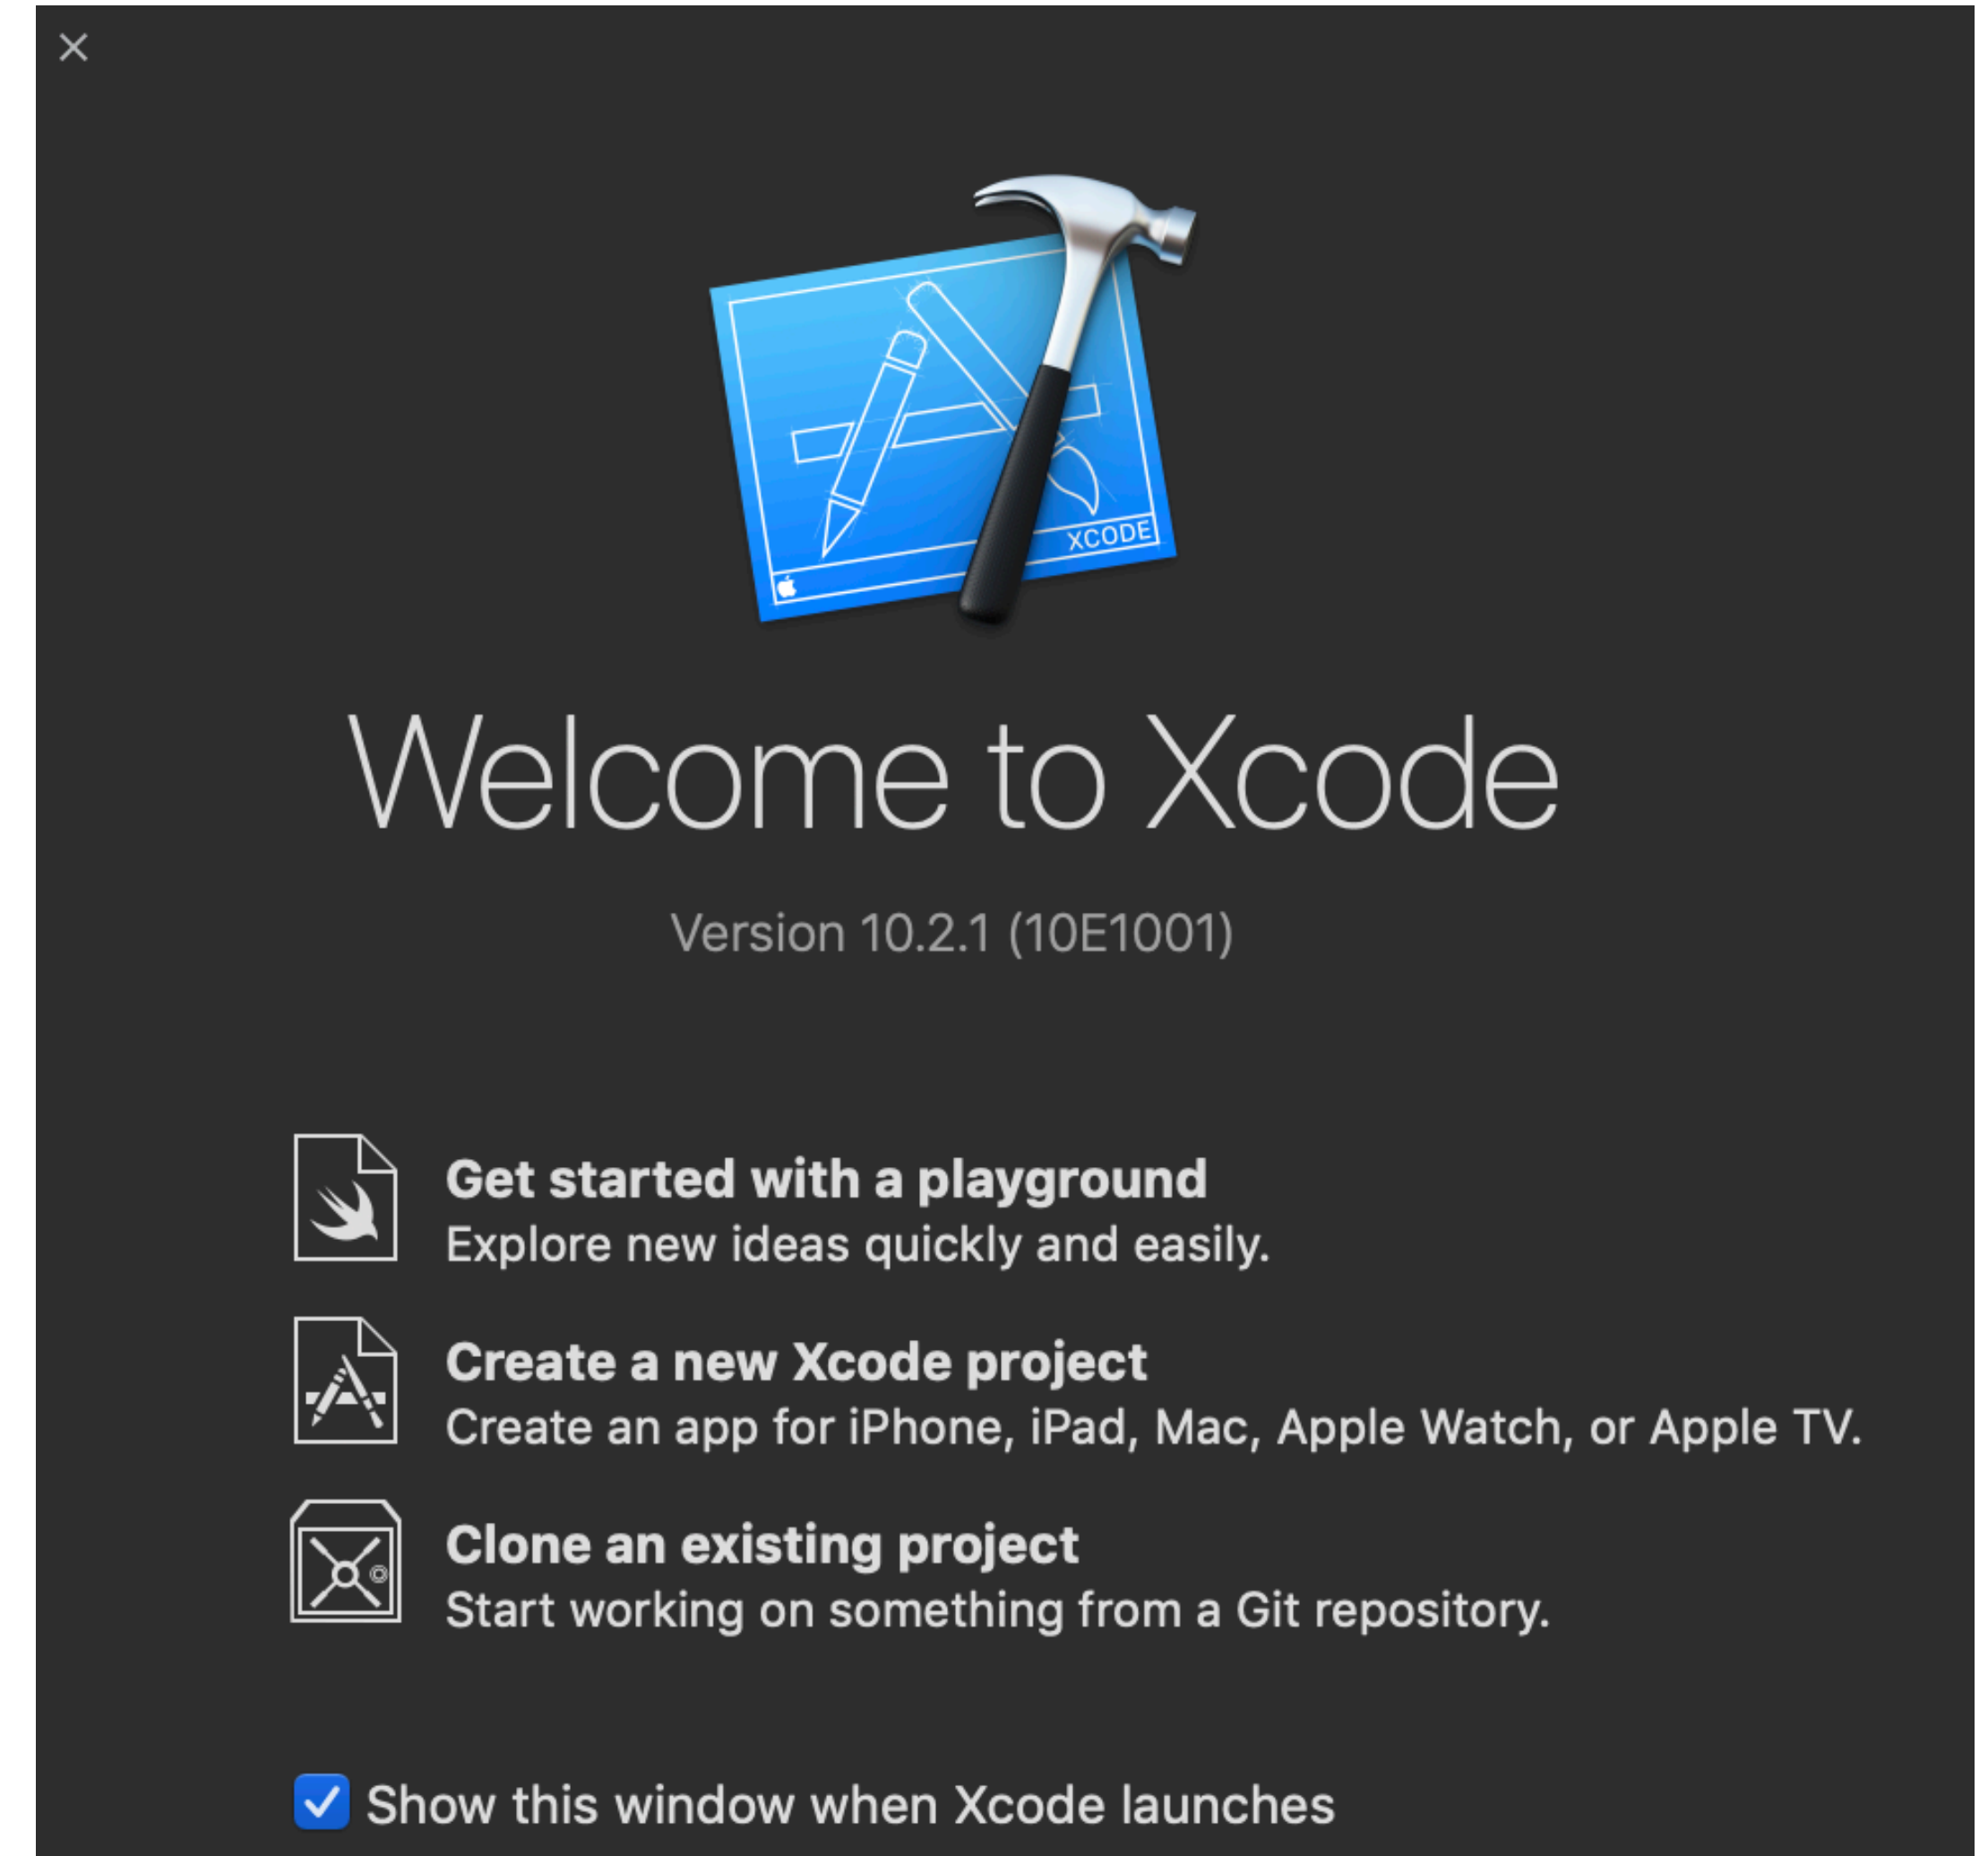 XCODE
Welcome to Xcode
Version 10.2.1 (10E1001)
Get started with a playground
Explore new ideas quickly and easily.
Create a new Xcode project
Create an app for iPhone, iPad, Mac, Apple Watch, or Apple TV.
Clone an existing project
Start working on something from a Git repository.
Show this window when Xcode launches